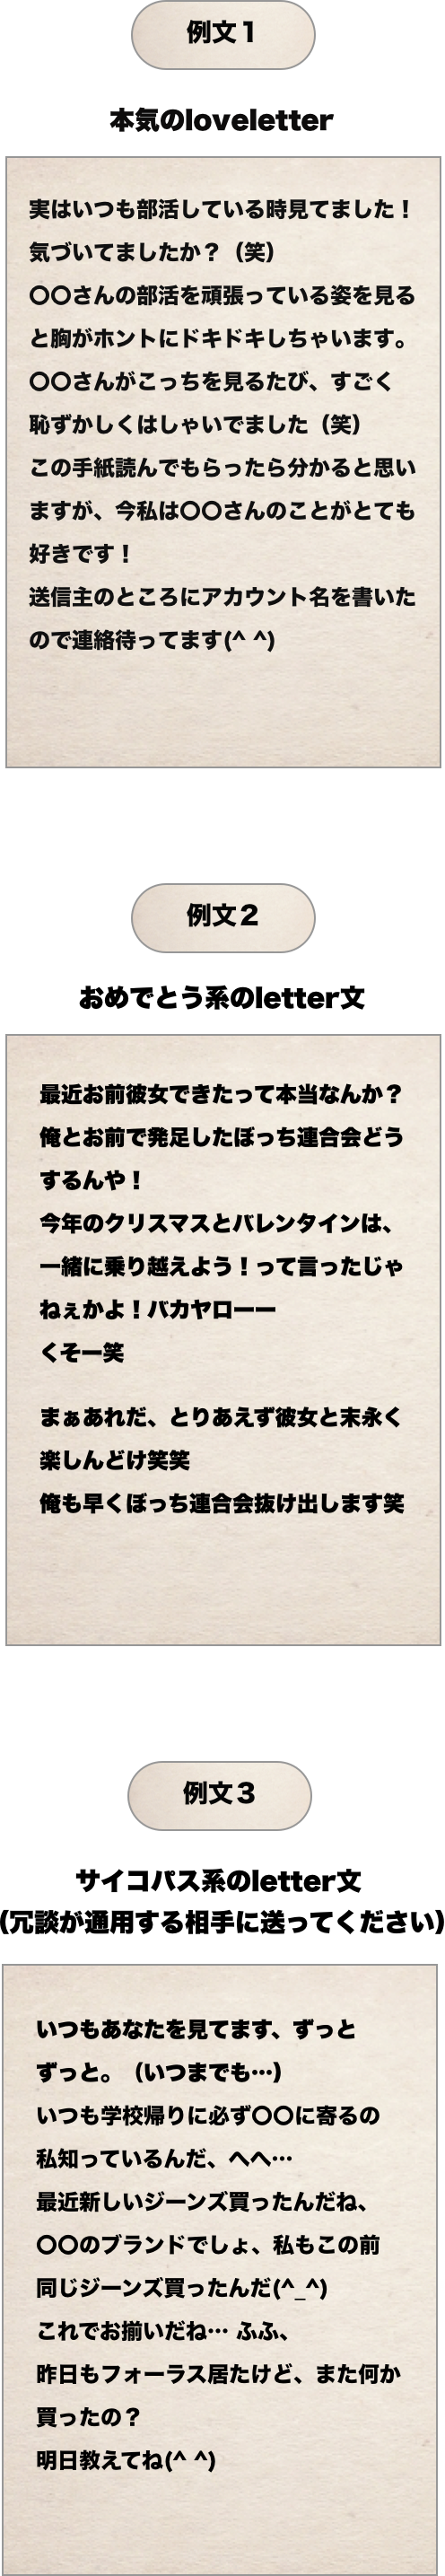 例文1
本気のloveletter
実はいつも部活している時見てました！
気づいてましたか？（笑）
〇〇さんの部活を頑張っている姿を見る
と胸がホントにドキドキしちゃいます。
〇〇さんがこっちを見るたび、すごく
恥ずかしくはしゃいでました（笑）
この手紙読んでもらったら分かると思い
ますが、今私は〇〇さんのことがとても
好きです！
送信主のところにアカウント名を書いた
ので連絡待ってます(^ ^)
例文2
おめでとう系のletter文
最近お前彼女できたって本当なんか？
俺とお前で発足したぼっち連合会どう
するんや！
今年のクリスマスとバレンタインは、
一緒に乗り越えよう！って言ったじゃ
ねぇかよ！バカヤローー
くそー笑
まぁあれだ、とりあえず彼女と末永く
楽しんどけ笑笑
俺も早くぼっち連合会抜け出します笑
例文3
サイコパス系のletter文
(冗談が通用する相手に送ってください)
いつもあなたを見てます、ずっと
ずっと。（いつまでも…）
いつも学校帰りに必ず〇〇に寄るの
私知っているんだ、へへ…
最近新しいジーンズ買ったんだね、
〇〇のブランドでしょ、私もこの前
同じジーンズ買ったんだ(^_^)
これでお揃いだね… ふふ、
昨日もフォーラス居たけど、また何か
買ったの？
明日教えてね(^ ^)